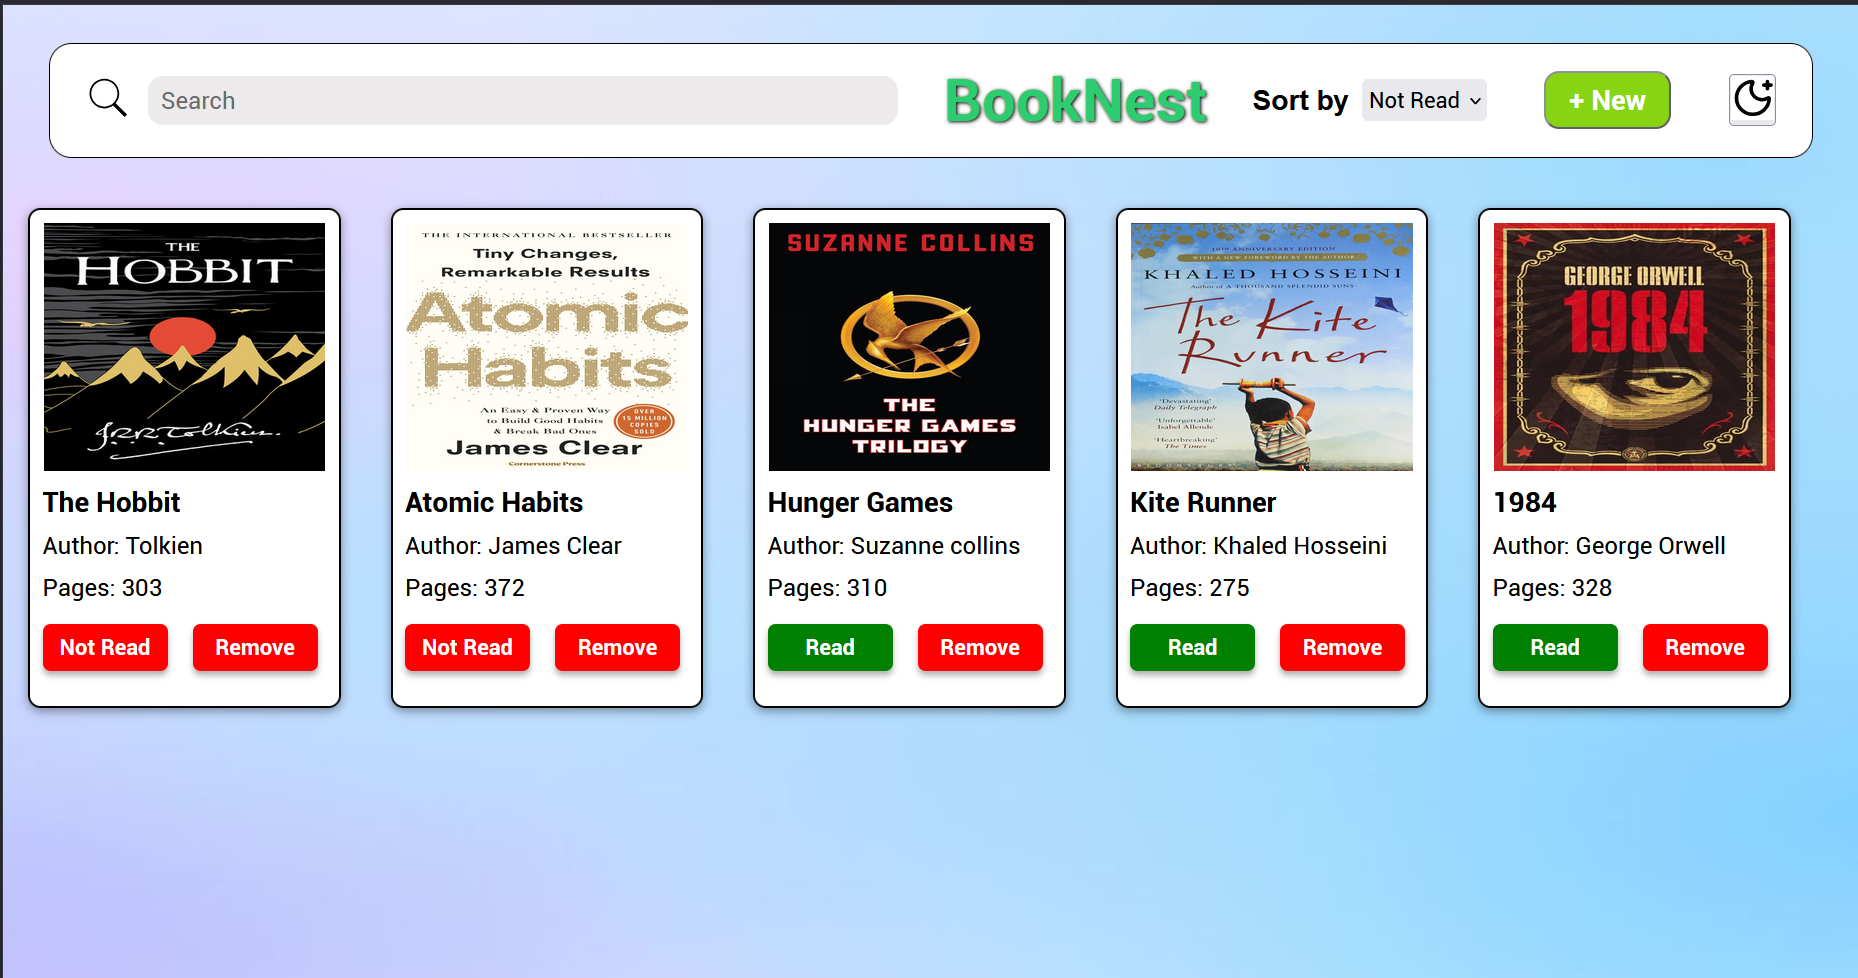 Search
BookNest
Sort by
Not Read
+ New
THE
HOBBIT
J.R.R. Tolkien.
The Hobbit
Author: Tolkien
Pages: 303
Not Read
Remove
THE INTERNATIONAL BESTSELLER
Tiny Changes,
Remarkable Results
Atomic
Habits
An Easy & Proven Way
to Build Good Habits
& Break Bad Ones
OVER
15 MILLION
COPIES
SOLD
James Clear
Cornerstone Press
Atomic Habits
Author: James Clear
Pages: 372
Not Read
Remove
SUZANNE COLLINS
THE
HUNGER GAMES
TRILOGY
Hunger Games
Author: Suzanne collins
Pages: 310
Read
Remove
10TH ANNIVERSARY EDITION
WITH A NEW FOREWORD BY THE AUTHOR
KHALED HOSSEINI
Author of A THOUSAND SPLENDID SUNS
The Kite
Runner
'Devastating'
Daily Telegraph
'Unforgettable'
Isabel Allende
'Heartbreaking'
The Times
BLOOMSBURY
Kite Runner
Author: Khaled Hosseini
Pages: 275
Read
Remove
GEORGE ORWELL
1984
1984
Author: George Orwell
Pages: 328
Read
Remove